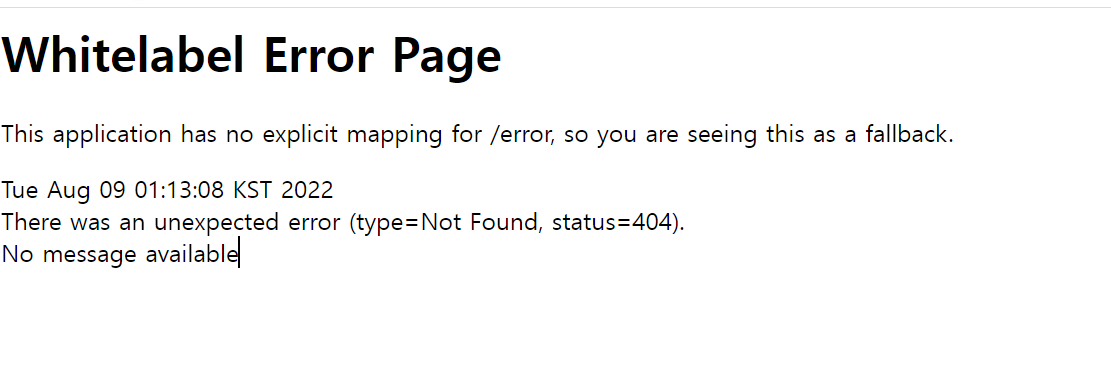 Whitelabel Error Page
This application has no explicit mapping for /error, so you are seeing this as a fallback.
Tue Aug 09 01:13:08 KST 2022
There was an unexpected error (type=Not Found, status=404).
No message available